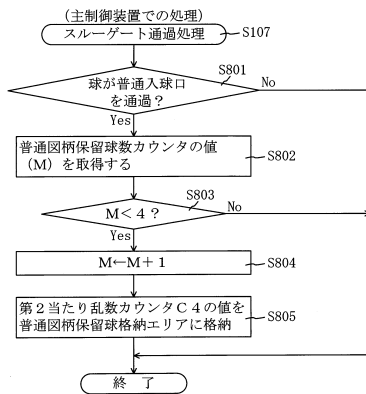 (主制御装置での処理)
スルーゲート通過処理
S107
S801
球が普通入球口
を通過?
No
Yes
普通図柄保留球数カウンタの値
(M)を取得する
S802
S803
M<4?
No
Yes
M←M+1
S804
第2当たり乱数カウンタC4の値を
普通図柄保留球格納エリアに格納
S805
終 了